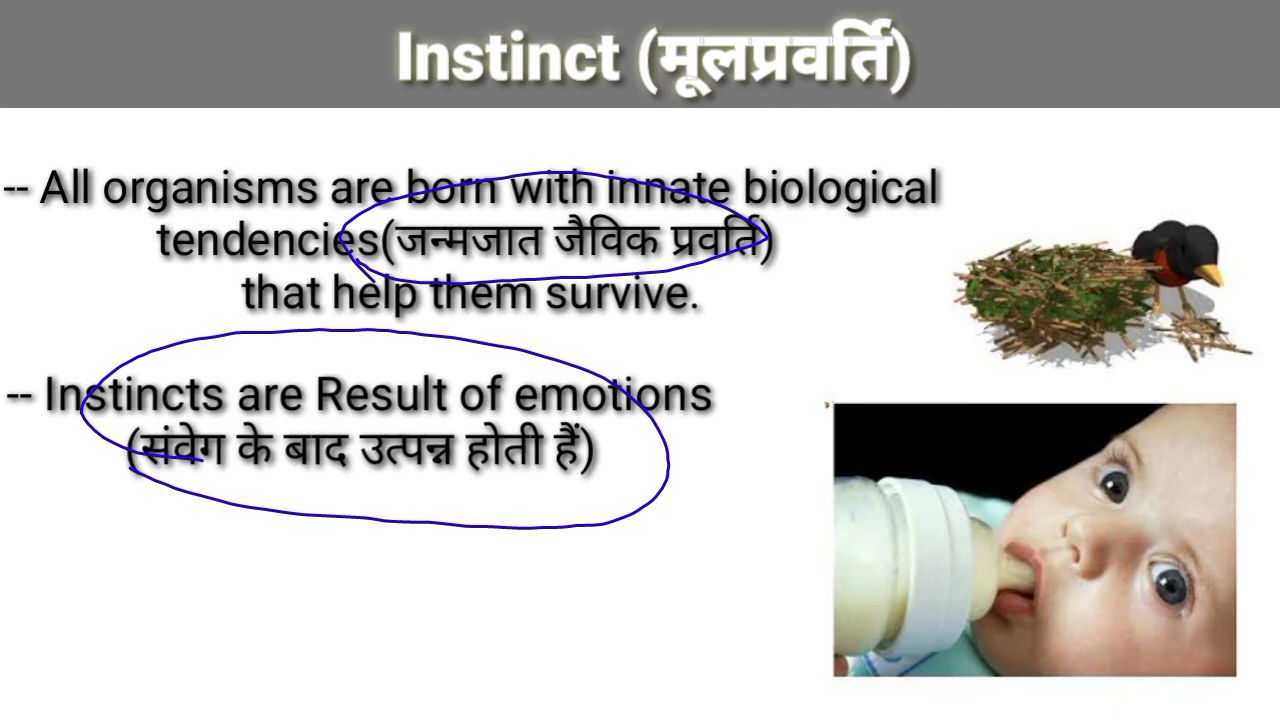 Instinct (मूलप्रवर्ति)
-- All organisms are born with innate biological
tendencies(जन्मजात जैविक प्रवर्ति)
that help them survive.
-- Instincts are Result of emotions
(संवेग के बाद उत्पन्न होती हैं)